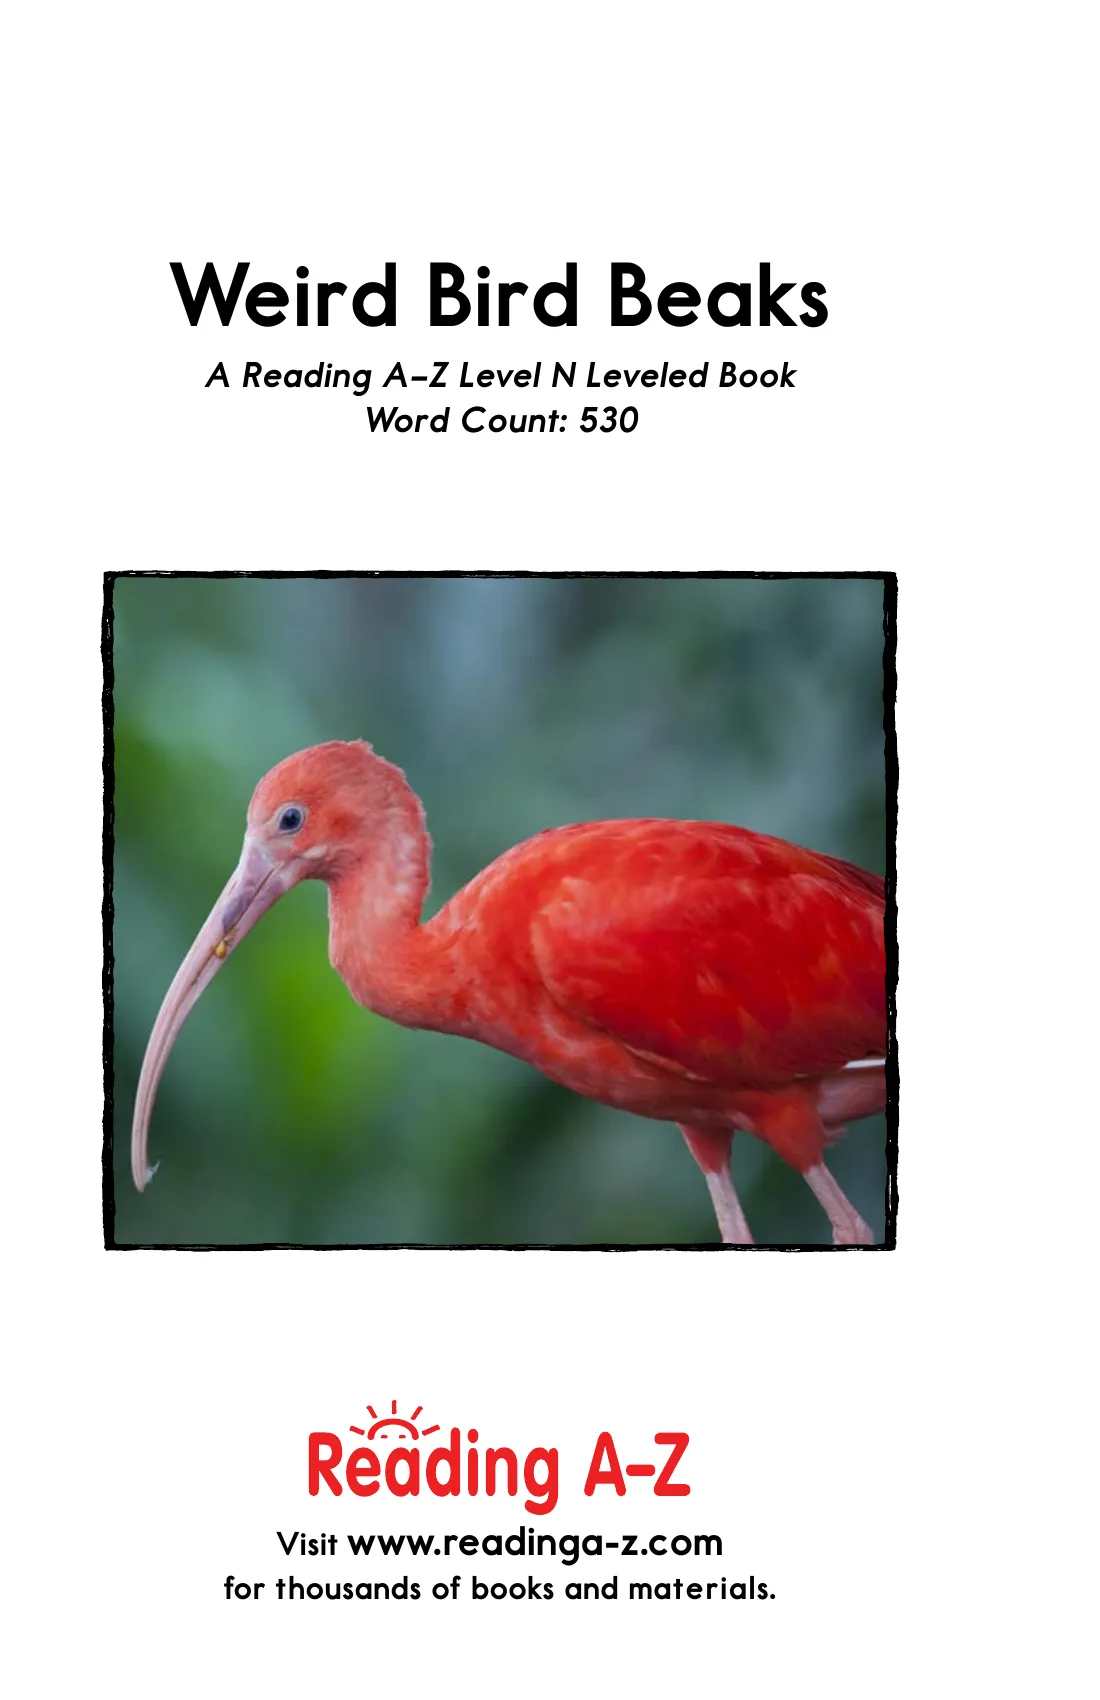 Weird Bird Beaks
A Reading A–Z Level N Leveled Book
Word Count: 530
Reading A-Z
Visit www.readinga-z.com
for thousands of books and materials.